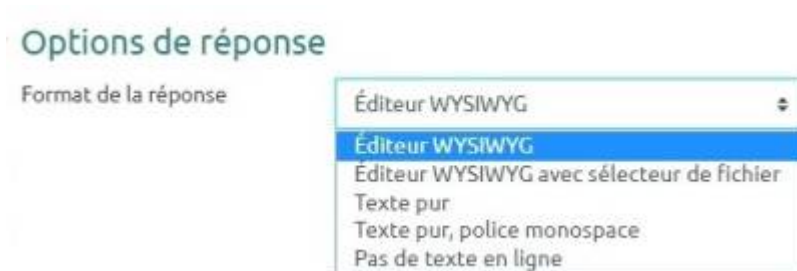 Options de réponse
Format de la réponse
Éditeur WYSIWYG
Éditeur WYSIWYG
Éditeur WYSIWYG avec sélecteur de fichier
Texte pur
Texte pur, police monospace
Pas de texte en ligne